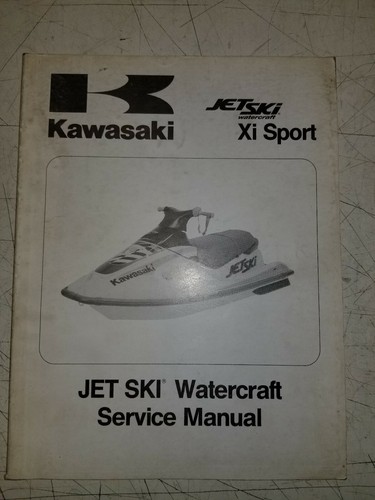 Kawasaki
JET SKI
watercraft
Xi Sport
Kawasaki
JET SKI
JET SKI® Watercraft
Service Manual